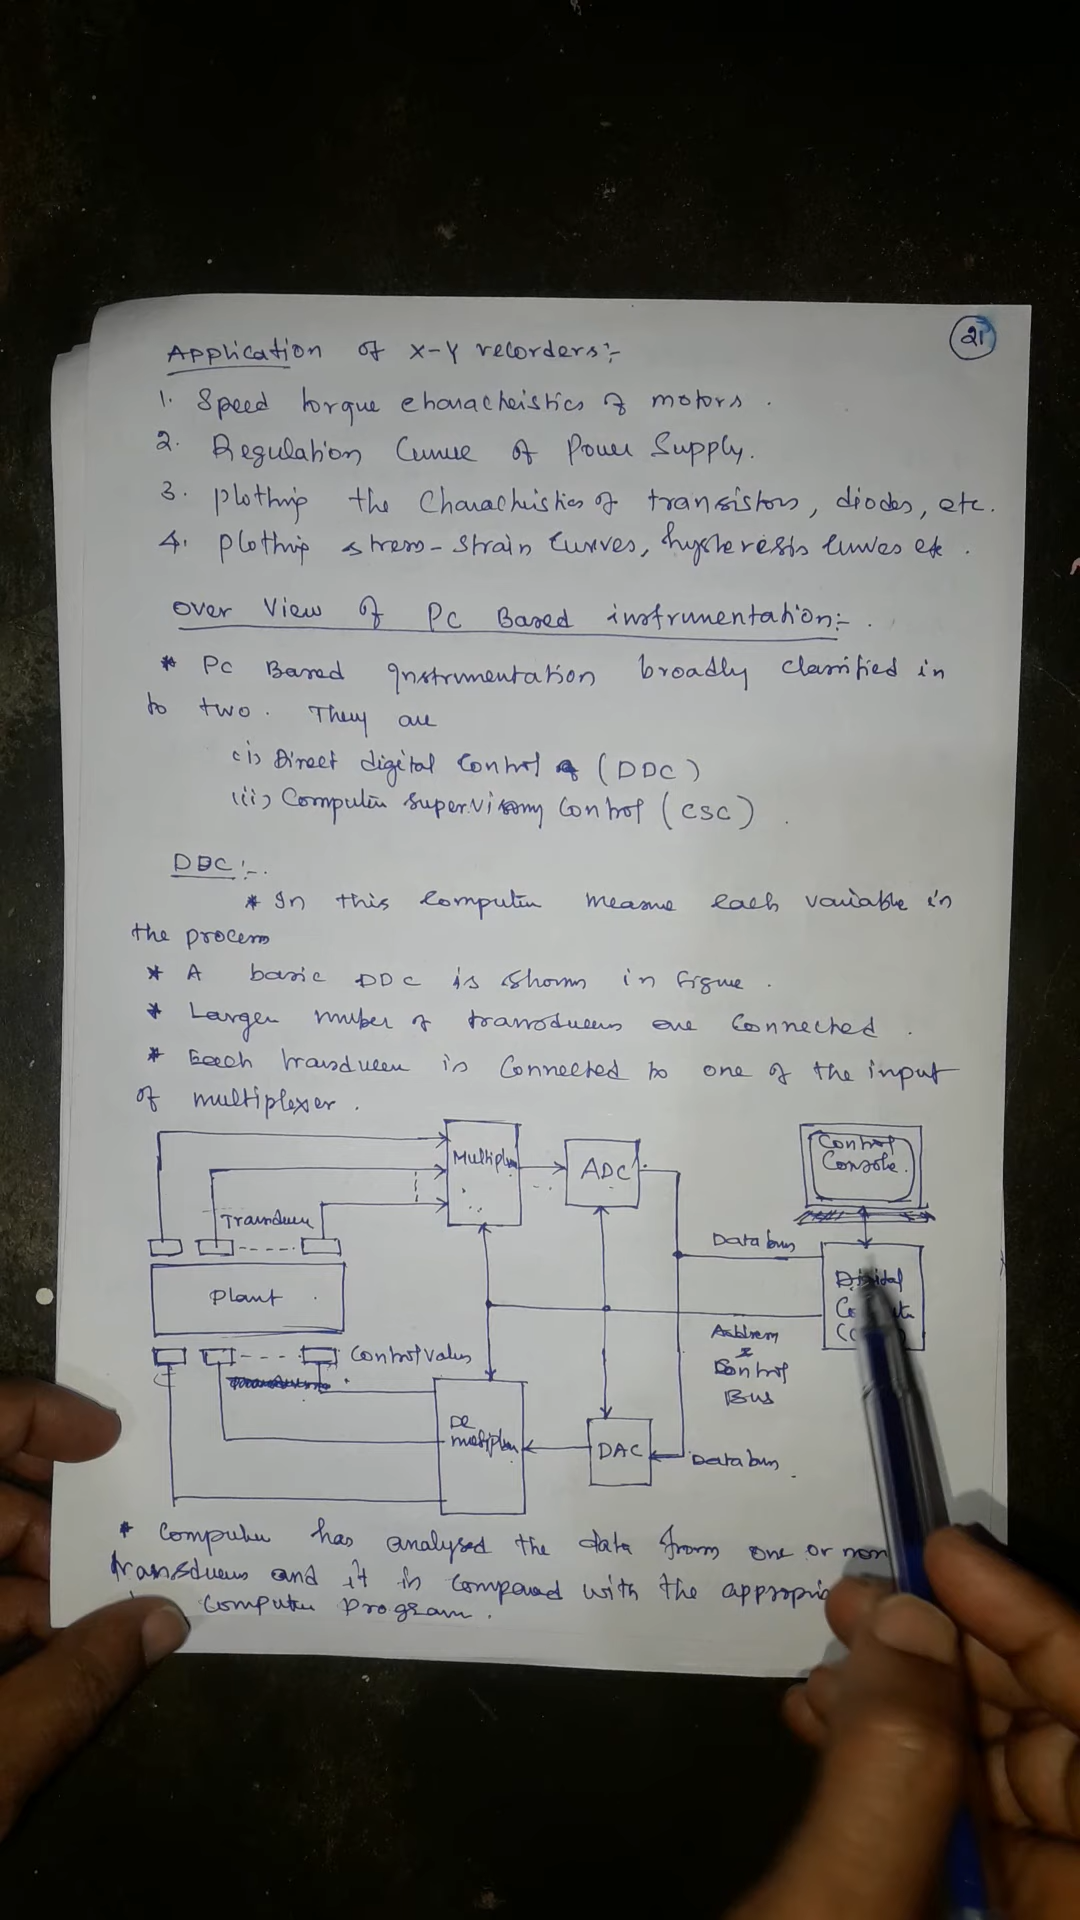 21
Application of X-Y recorders:-
1. Speed torque characteristics of motors.
2. Regulation Curve of Power Supply.
3. plotting the Characteristics of transistors, diodes, etc.
4. plotting stress-strain curves, hysteresis curves etc.
Over View of PC Based instrumentation:-.
* PC Based Instrumentation broadly classified in
to two. They are
(i) Direct digital Control (DDC)
(ii) Computer supervisory Control (CSC).
DDC:-.
* In this computer measure each variable in
the process
* A basic DDC is shown in figure.
* Larger number of transducers are connected.
* Each transducer is connected to one of the input
of multiplexer.
Multiplex
ADC
Control
Console.
Transducer
Data bus
Plant
Digital
Address
&
Control
Bus
Control valves
De
multiplex
DAC
Data bus
* Computer has analysed the data from one or
transducers and it is compared with the
computer program.